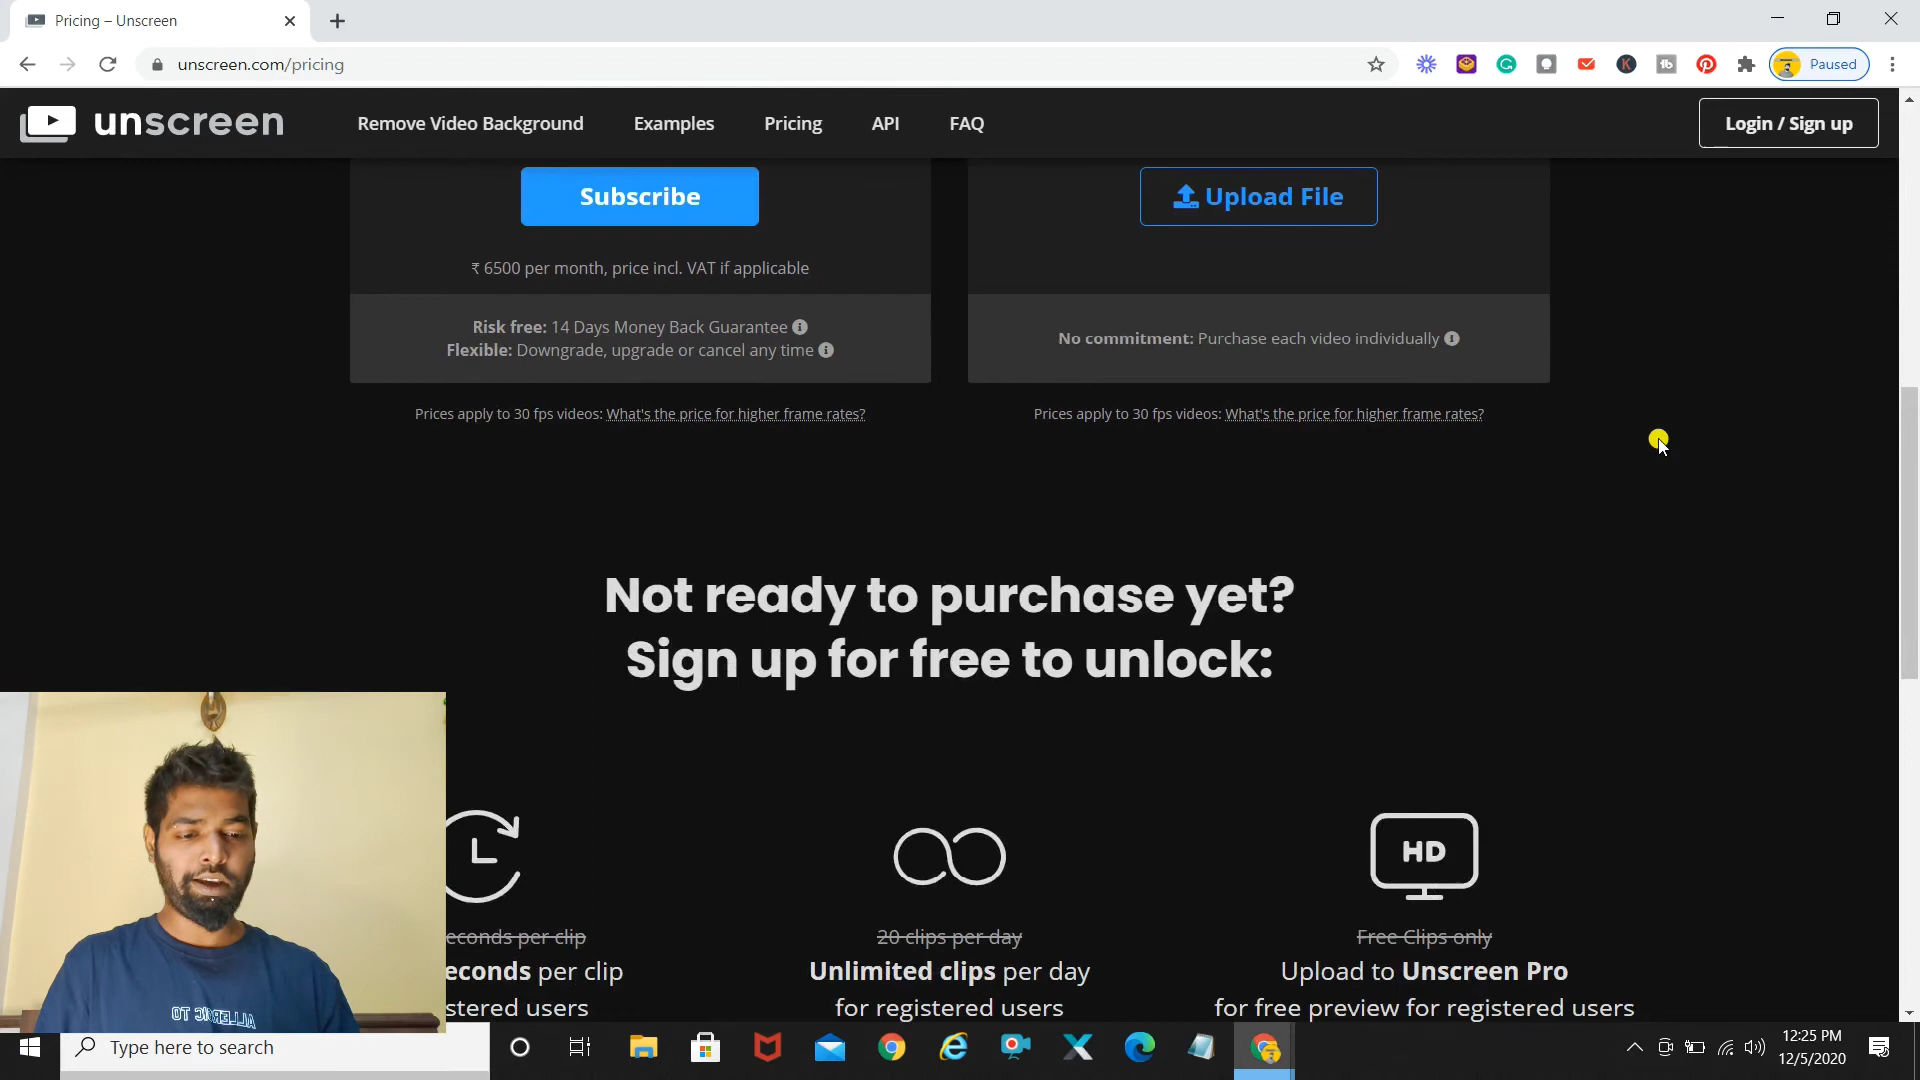 Pricing – Unscreen
unscreen.com/pricing
Paused
unscreen
Remove Video Background
Examples
Pricing
API
FAQ
Login / Sign up
Subscribe
Upload File
₹ 6500 per month, price incl. VAT if applicable
Risk free: 14 Days Money Back Guarantee
Flexible: Downgrade, upgrade or cancel any time
No commitment: Purchase each video individually
Prices apply to 30 fps videos: What's the price for higher frame rates?
Prices apply to 30 fps videos: What's the price for higher frame rates?
Not ready to purchase yet?
Sign up for free to unlock:
HD
econds per clip
econds per clip
stered users
20 clips per day
Unlimited clips per day
for registered users
Free Clips only
Upload to Unscreen Pro
for free preview for registered users
ALLERGIC TO
Type here to search
12:25 PM
12/5/2020